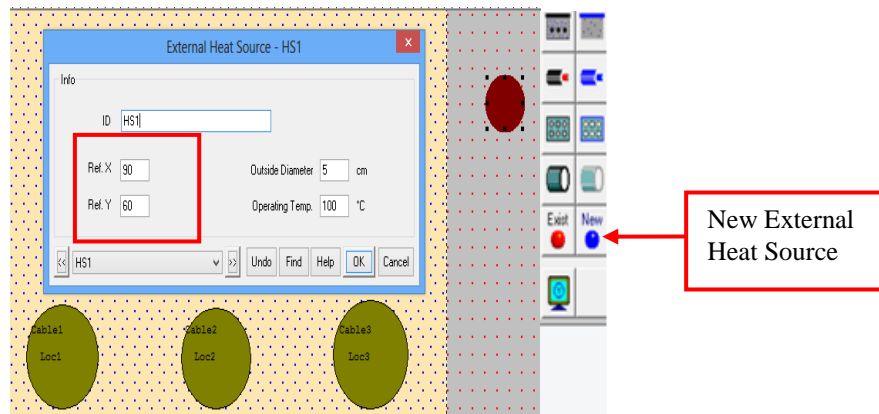 External Heat Source - HS1
x
Info
ID HS1
Ref. X 90
Outside Diameter 5 cm
Ref. Y 60
Operating Temp. 100 °C
<< HS1 >> Undo Find Help OK Cancel
Exist New
New External
Heat Source
Cable1 Cable2 Cable3
Loc1 Loc2 Loc3